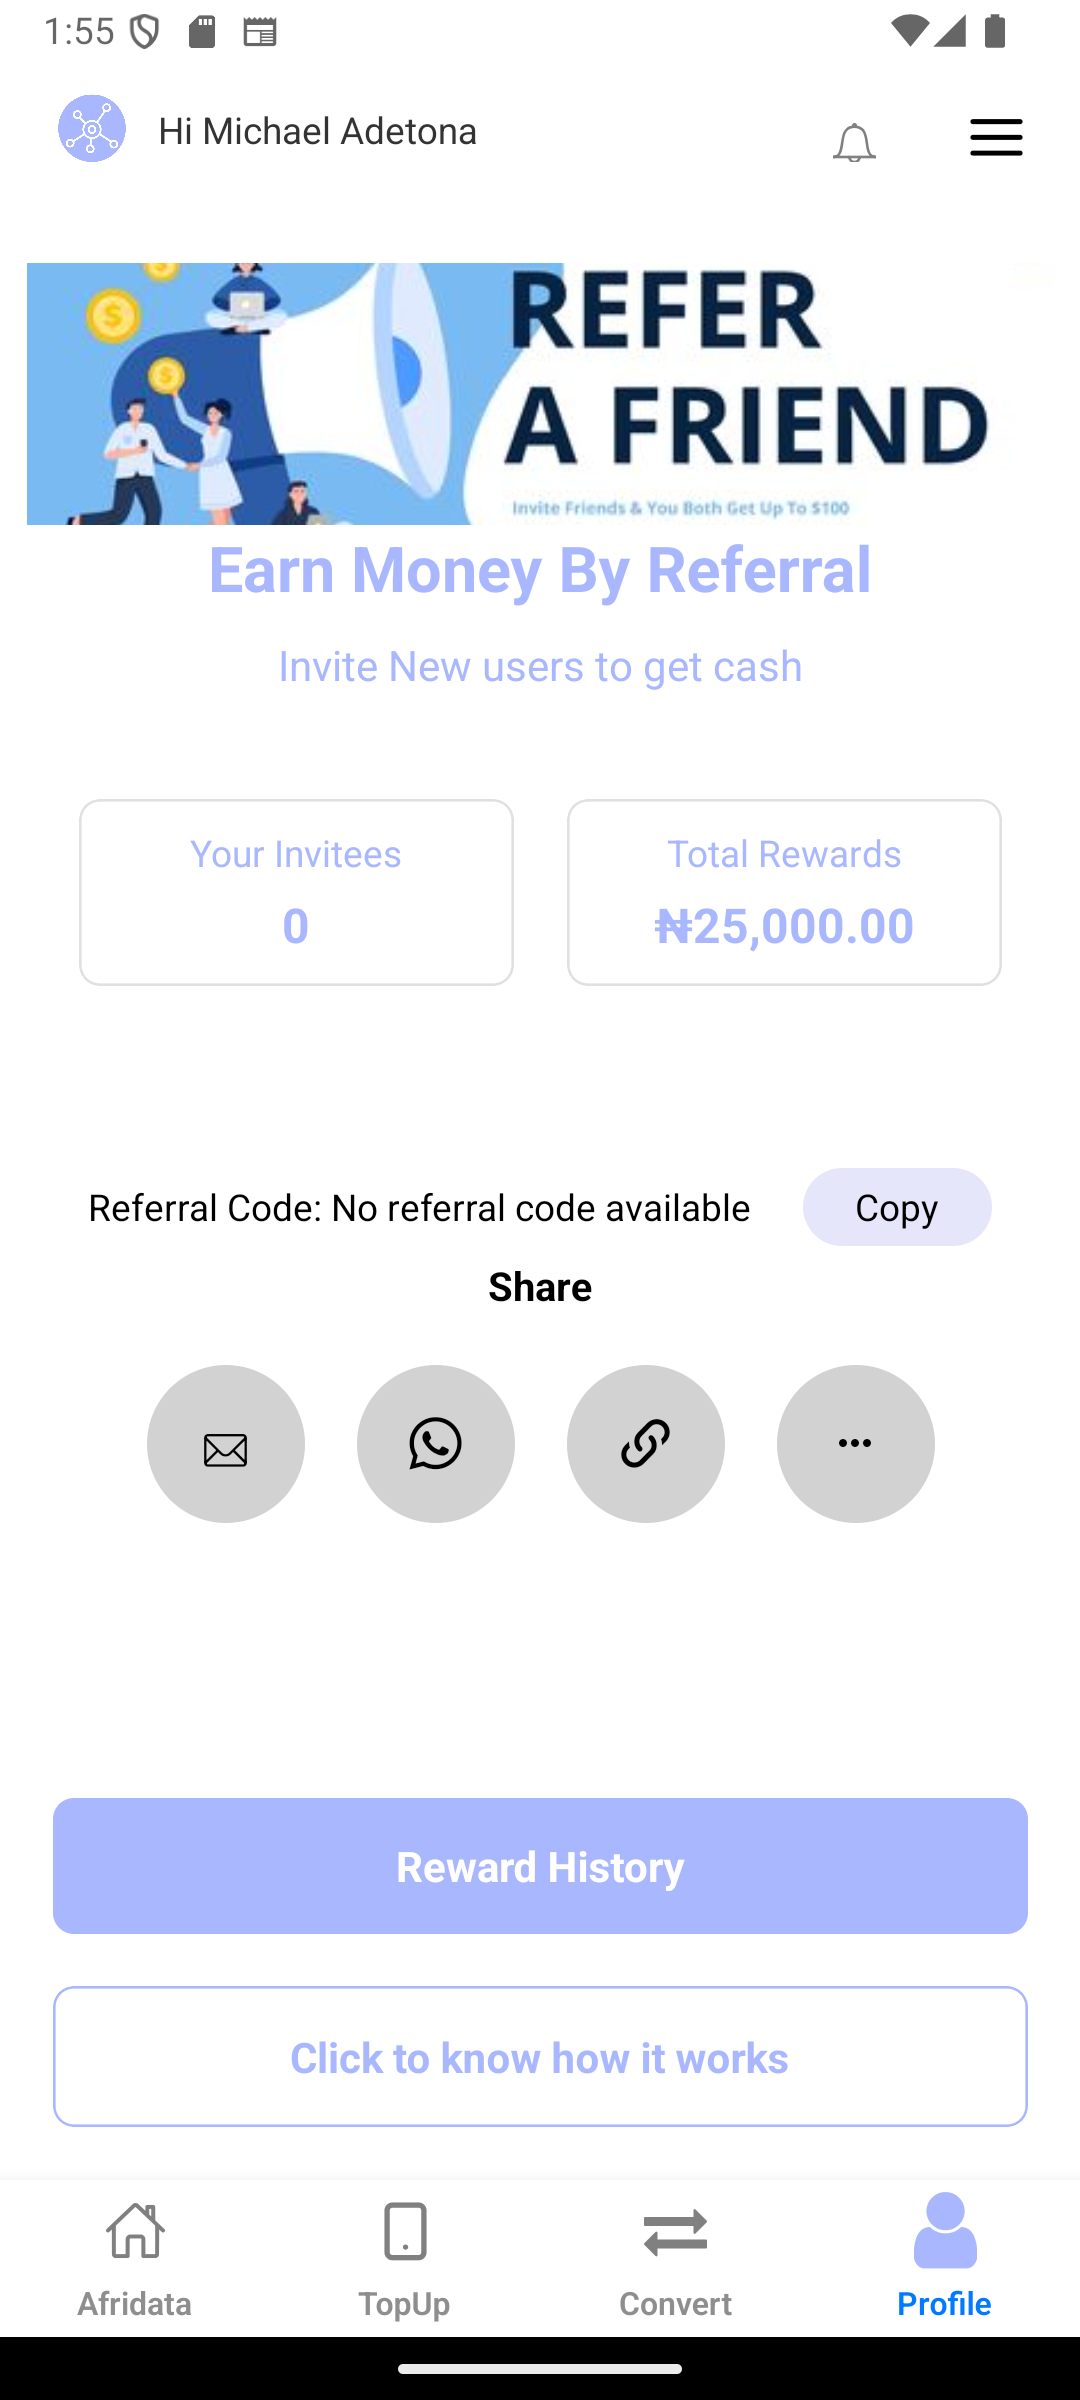 1:55
Hi Michael Adetona
REFER
A FRIEND
Invite Friends & You Both Get Up To $100
Earn Money By Referral
Invite New users to get cash
Your Invitees
0
Total Rewards
₦25,000.00
Referral Code: No referral code available
Copy
Share
Reward History
Click to know how it works
Afridata
TopUp
Convert
Profile